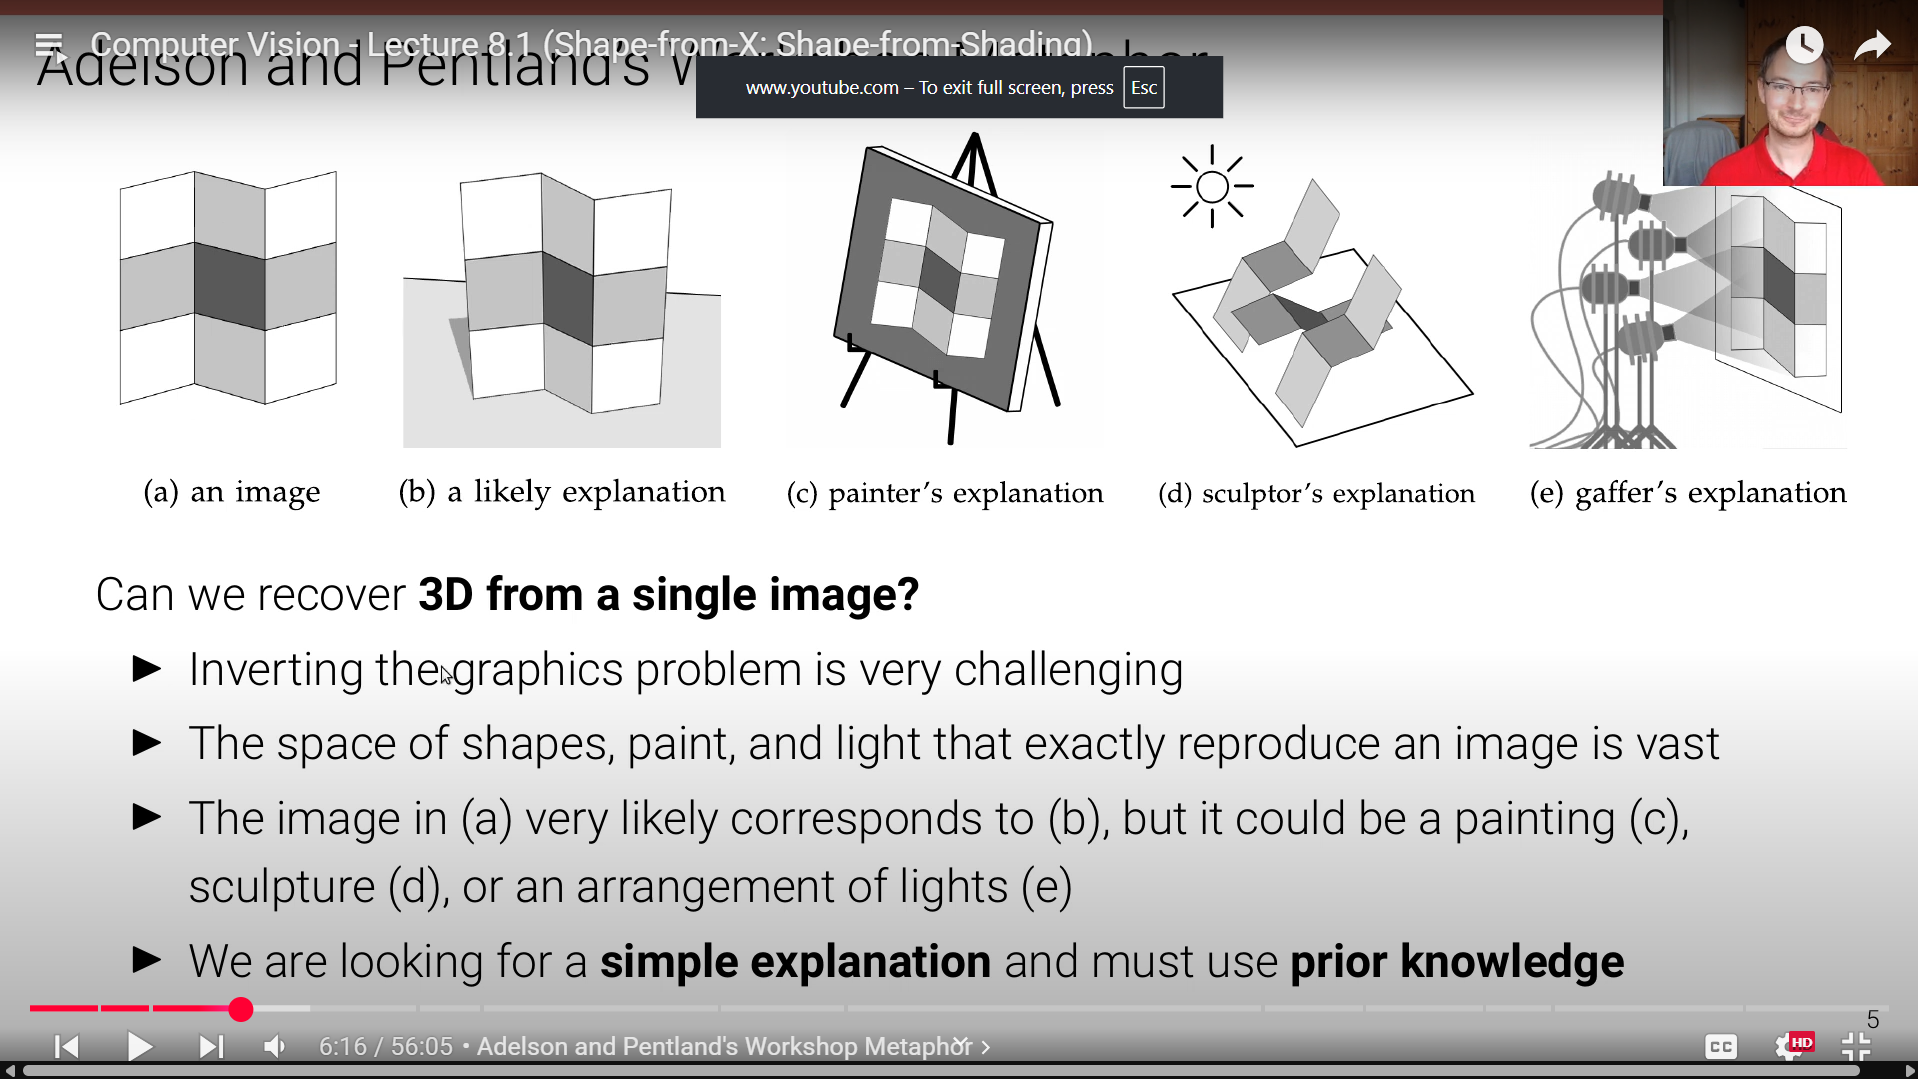 Computer Vision - Lecture 8.1 (Shape-from-X: Shape-from-Shading)
Adelson and Pentland's Workshop Metaphor
www.youtube.com – To exit full screen, press Esc
(a) an image
(b) a likely explanation
(c) painter's explanation
(d) sculptor's explanation
(e) gaffer's explanation
Can we recover 3D from a single image?
Inverting the graphics problem is very challenging
The space of shapes, paint, and light that exactly reproduce an image is vast
The image in (a) very likely corresponds to (b), but it could be a painting (c),
sculpture (d), or an arrangement of lights (e)
We are looking for a simple explanation and must use prior knowledge
5
6:16 / 56:05 • Adelson and Pentland's Workshop Metaphor
CC
HD